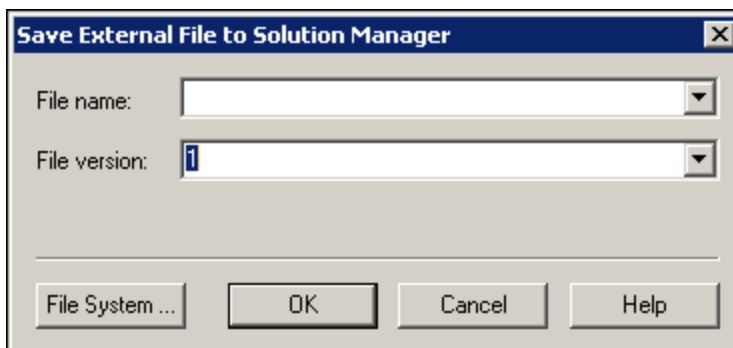 Save External File to Solution Manager
File name:
File version: 1
File System ... OK Cancel Help